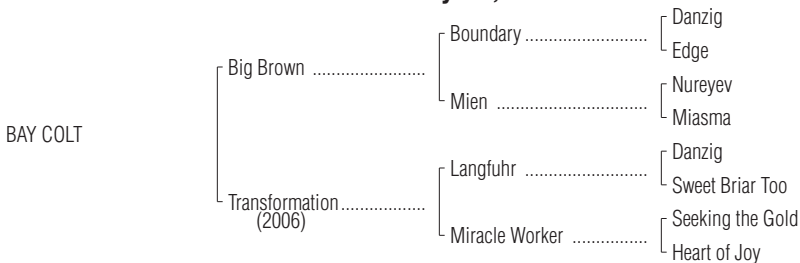 Danzig
Boundary ............................
Edge
Big Brown ..........................
Nureyev
Mien ..................................
Miasma
BAY COLT
Danzig
Langfuhr ............................
Sweet Briar Too
Transformation...................
(2006)
Seeking the Gold
Miracle Worker .................
Heart of Joy